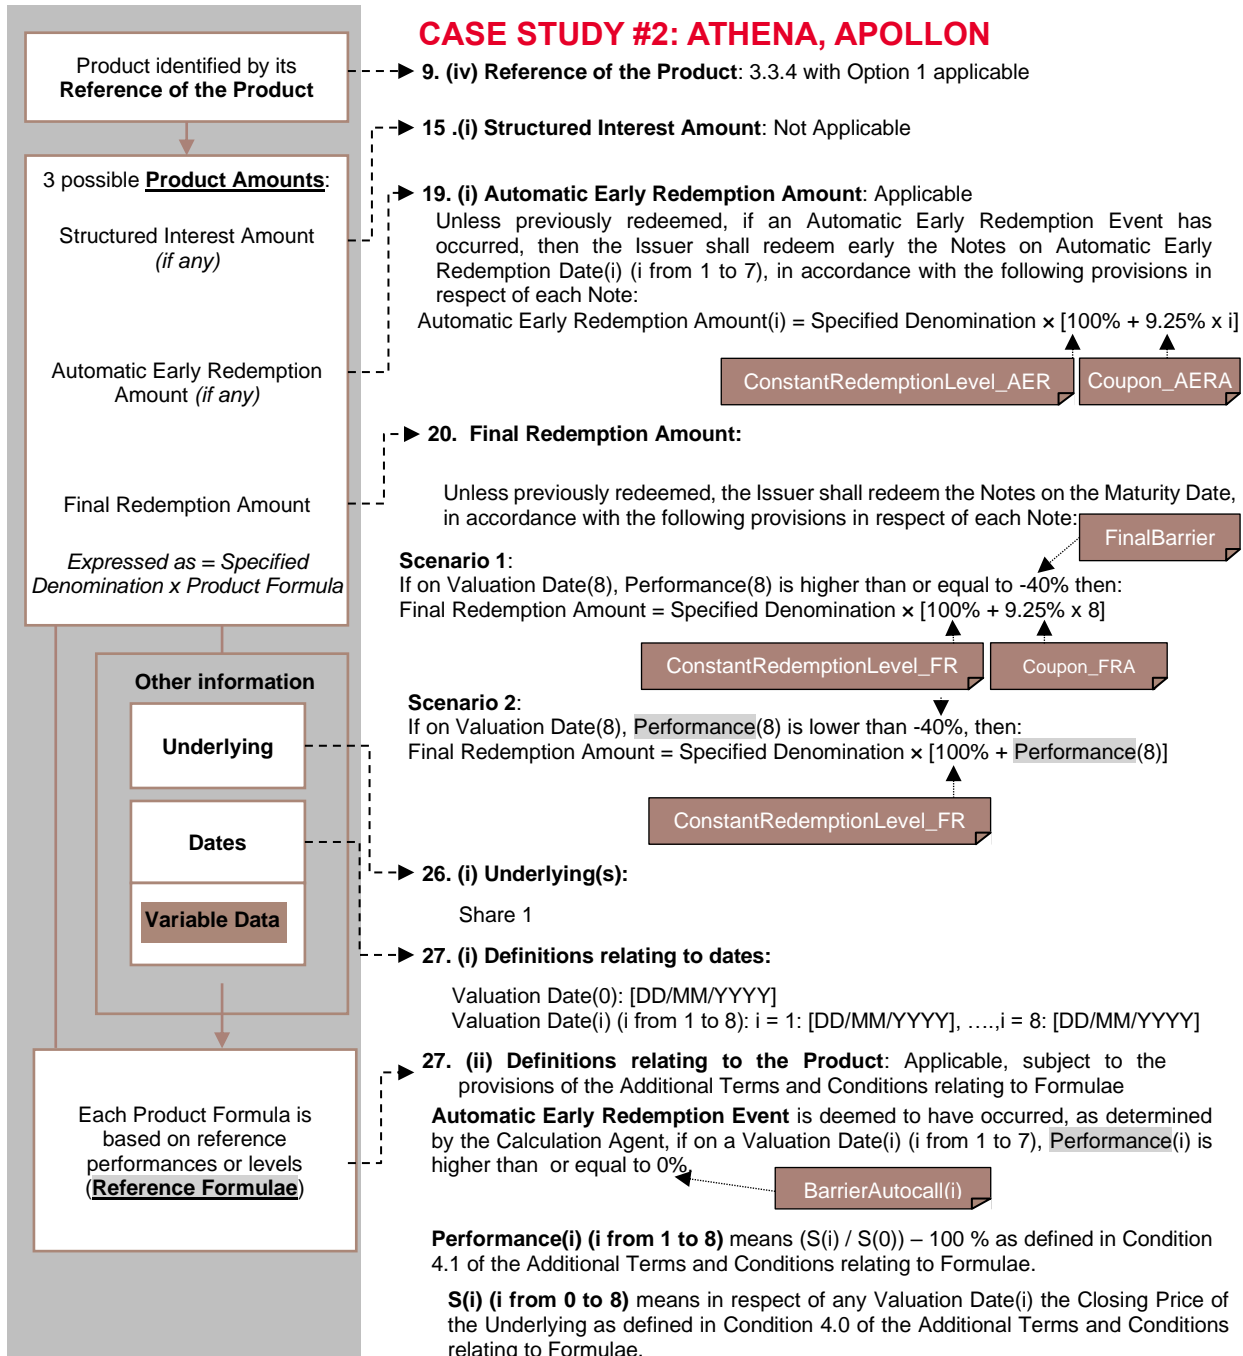 CASE STUDY #2: ATHENA, APOLLON
Product identified by its
Reference of the Product
3 possible Product Amounts:
Structured Interest Amount
(if any)
Automatic Early Redemption
Amount (if any)
Final Redemption Amount
Expressed as = Specified
Denomination x Product Formula
Other information
Underlying
Dates
Variable Data
Each Product Formula is
based on reference
performances or levels
(Reference Formulae)
9. (iv) Reference of the Product: 3.3.4 with Option 1 applicable
15 .(i) Structured Interest Amount: Not Applicable
19. (i) Automatic Early Redemption Amount: Applicable
Unless previously redeemed, if an Automatic Early Redemption Event has
occurred, then the Issuer shall redeem early the Notes on Automatic Early
Redemption Date(i) (i from 1 to 7), in accordance with the following provisions in
respect of each Note:
Automatic Early Redemption Amount(i) = Specified Denomination × [100% + 9.25% x i]
ConstantRedemptionLevel_AER
Coupon_AERA
20. Final Redemption Amount:
Unless previously redeemed, the Issuer shall redeem the Notes on the Maturity Date,
in accordance with the following provisions in respect of each Note:
FinalBarrier
Scenario 1:
If on Valuation Date(8), Performance(8) is higher than or equal to -40% then:
Final Redemption Amount = Specified Denomination × [100% + 9.25% x 8]
ConstantRedemptionLevel_FR
Coupon_FRA
Scenario 2:
If on Valuation Date(8), Performance(8) is lower than -40%, then:
Final Redemption Amount = Specified Denomination × [100% + Performance(8)]
ConstantRedemptionLevel_FR
26. (i) Underlying(s):
Share 1
27. (i) Definitions relating to dates:
Valuation Date(0): [DD/MM/YYYY]
Valuation Date(i) (i from 1 to 8): i = 1: [DD/MM/YYYY], ….,i = 8: [DD/MM/YYYY]
27. (ii) Definitions relating to the Product: Applicable, subject to the
provisions of the Additional Terms and Conditions relating to Formulae
Automatic Early Redemption Event is deemed to have occurred, as determined
by the Calculation Agent, if on a Valuation Date(i) (i from 1 to 7), Performance(i) is
higher than or equal to 0%.
BarrierAutocall(i)
Performance(i) (i from 1 to 8) means (S(i) / S(0)) – 100 % as defined in Condition
4.1 of the Additional Terms and Conditions relating to Formulae.
S(i) (i from 0 to 8) means in respect of any Valuation Date(i) the Closing Price of
the Underlying as defined in Condition 4.0 of the Additional Terms and Conditions
relating to Formulae.